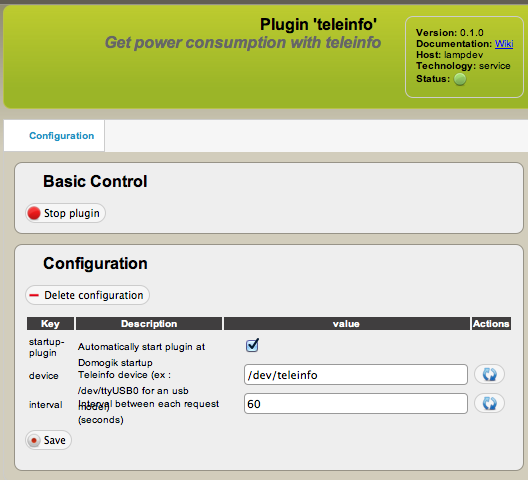 Plugin 'teleinfo'
Get power consumption with teleinfo
Version: 0.1.0
Documentation: Wiki
Host: lampdev
Technology: service
Status:
Configuration
Basic Control
Stop plugin
Configuration
Delete configuration
Key Description value Actions
startup-
plugin
Automatically start plugin at
Domogik startup
device
Teleinfo device (ex :
/dev/ttyUSB0 for an usb
model)
/dev/teleinfo
interval
Interval between each request
(seconds)
60
Save